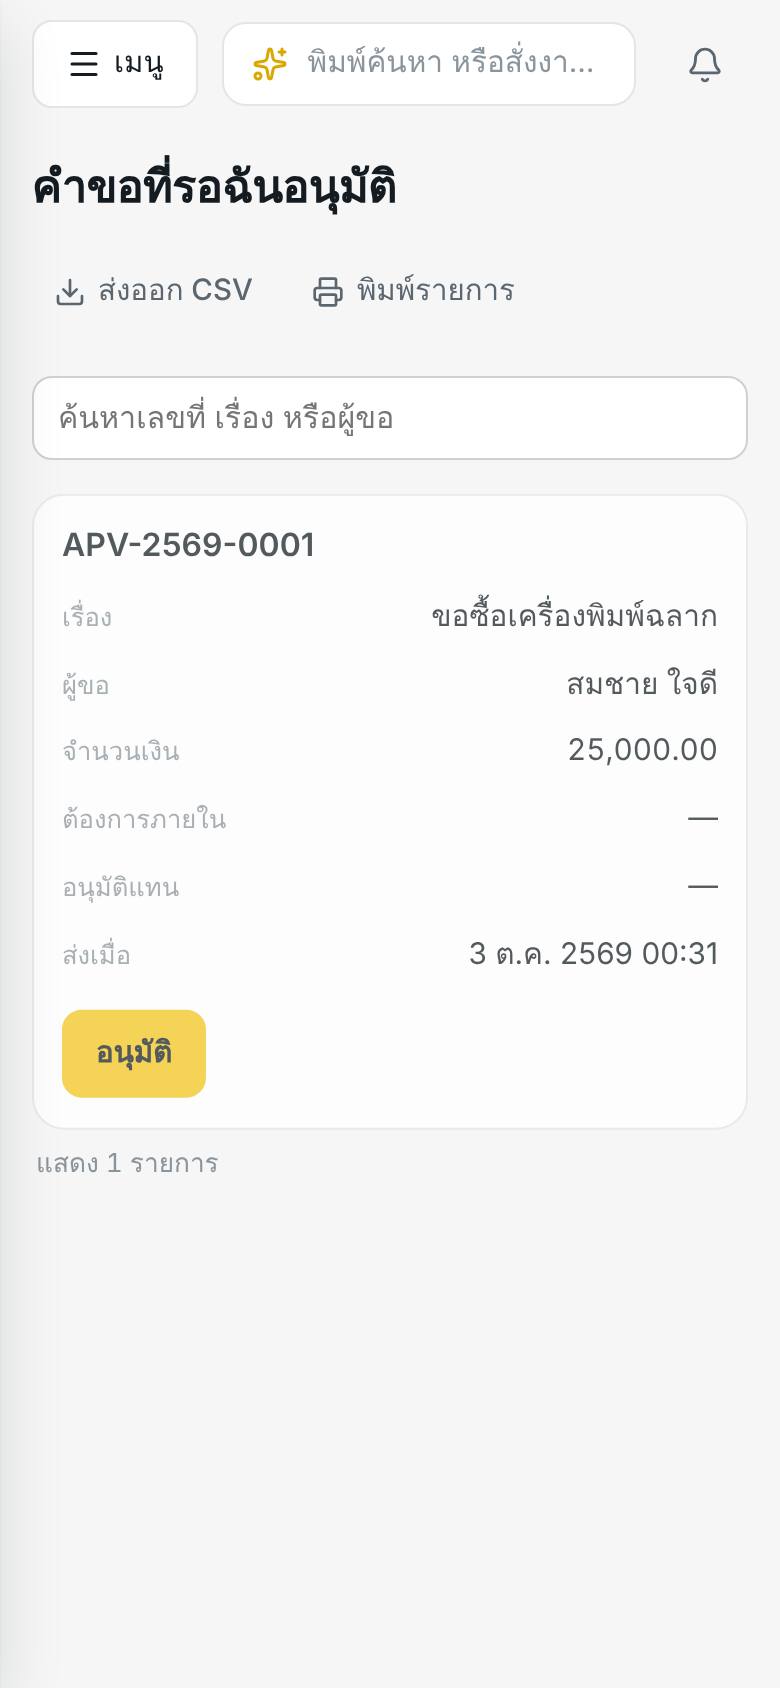 เมนู
พิมพ์ค้นหา หรือสั่งงา...
คำขอที่รอฉันอนุมัติ
ส่งออก CSV
พิมพ์รายการ
ค้นหาเลขที่ เรื่อง หรือผู้ขอ
APV-2569-0001
เรื่อง ขอซื้อเครื่องพิมพ์ฉลาก
ผู้ขอ สมชาย ใจดี
จำนวนเงิน 25,000.00
ต้องการภายใน —
อนุมัติแทน —
ส่งเมื่อ 3 ต.ค. 2569 00:31
อนุมัติ
แสดง 1 รายการ